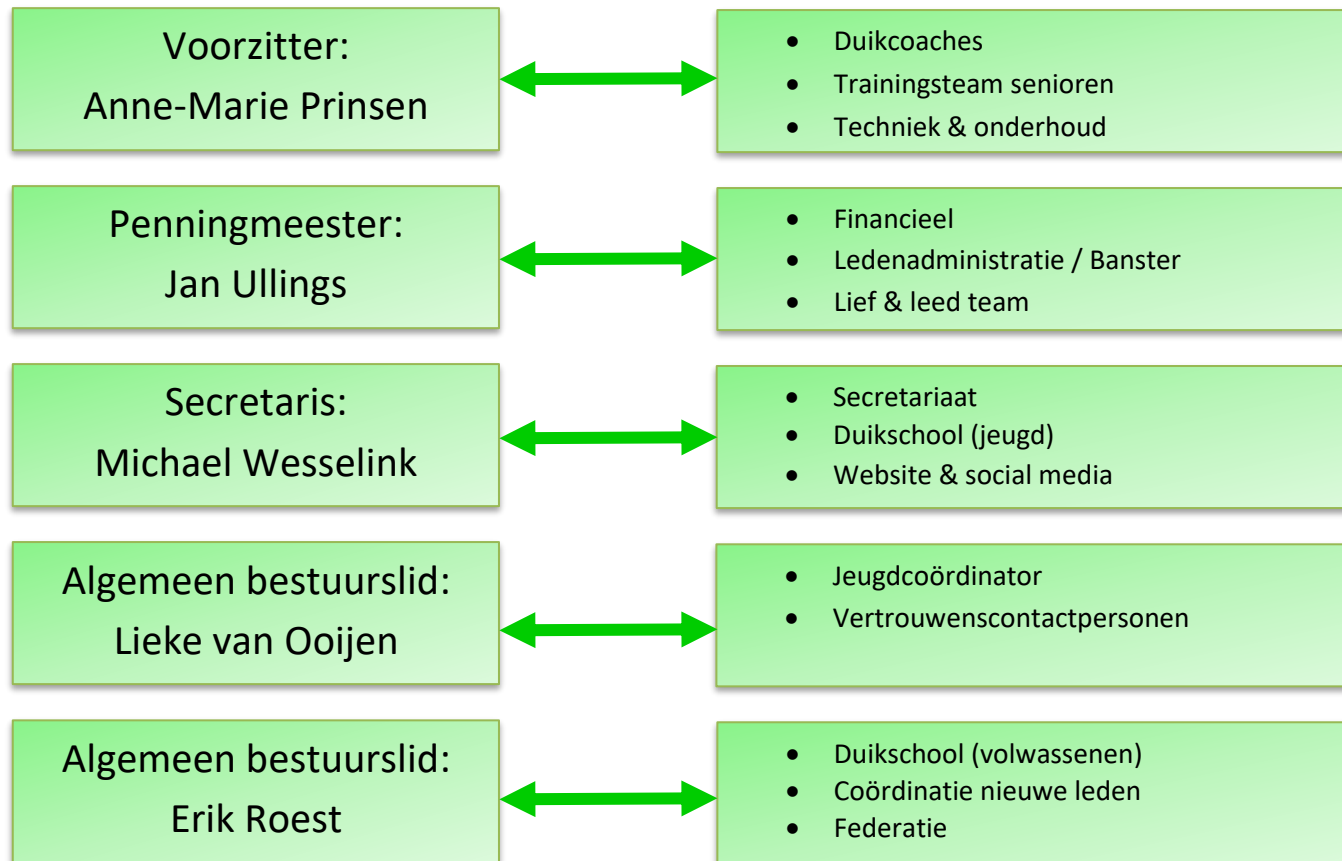 Voorzitter:
Anne-Marie Prinsen
• Duikcoaches
• Trainingsteam senioren
• Techniek & onderhoud
Penningmeester:
Jan Ullings
• Financieel
• Ledenadministratie / Banster
• Lief & leed team
Secretaris:
Michael Wesselink
• Secretariaat
• Duikschool (jeugd)
• Website & social media
Algemeen bestuurslid:
Lieke van Ooijen
• Jeugdcoördinator
• Vertrouwenscontactpersonen
Algemeen bestuurslid:
Erik Roest
• Duikschool (volwassenen)
• Coördinatie nieuwe leden
• Federatie